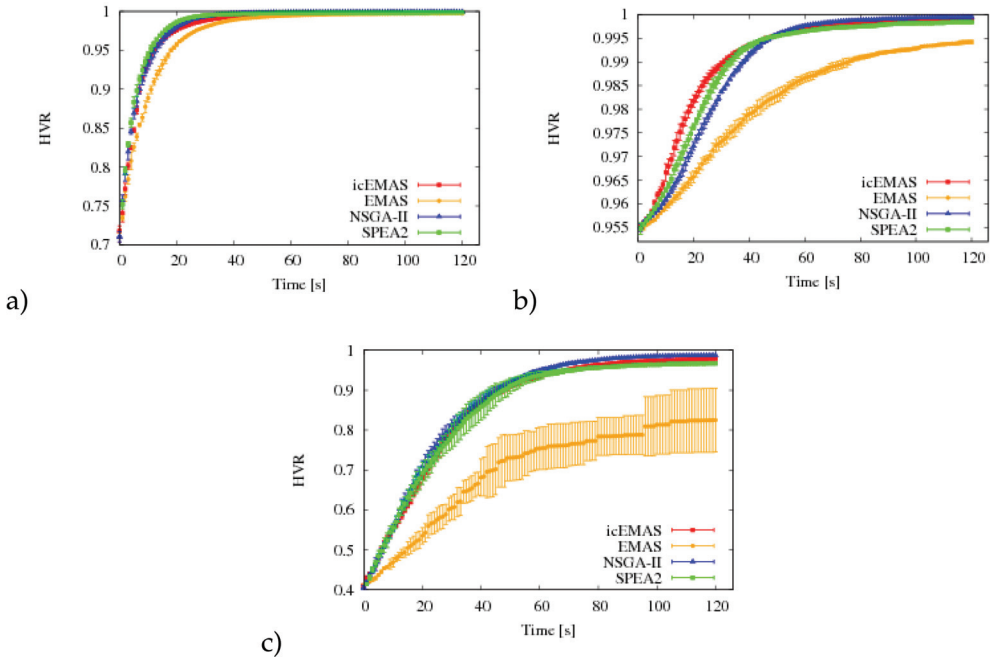 1
0.95
0.9
0.85
0.8
0.75
0.7
HVR
0 20 40 60 80 100 120
Time [s]
icEMAS
EMAS
NSGA-II
SPEA2
a)
1
0.995
0.99
0.985
0.98
0.975
0.97
0.965
0.96
0.955
HVR
0 20 40 60 80 100 120
Time [s]
icEMAS
EMAS
NSGA-II
SPEA2
b)
1
0.9
0.8
0.7
0.6
0.5
0.4
HVR
0 20 40 60 80 100 120
Time [s]
icEMAS
EMAS
NSGA-II
SPEA2
c)